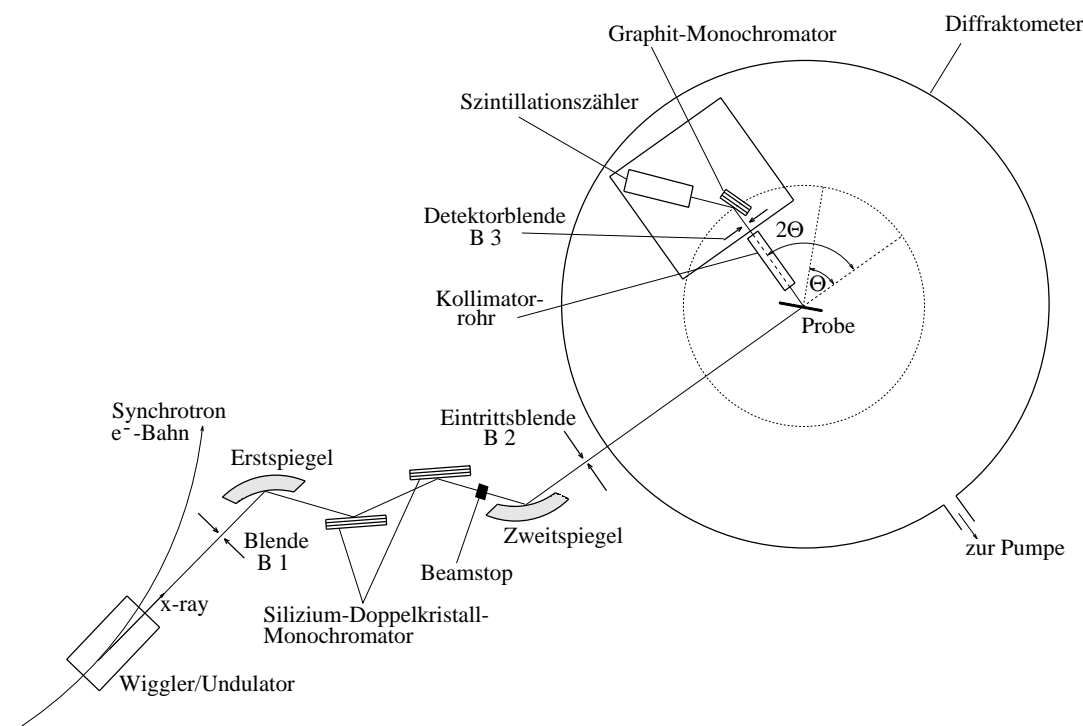 Diffraktometer
Graphit-Monochromator
Szintillationszähler
Detektorblende
B 3
2Θ
Θ
Kollimator-
rohr
Probe
Synchrotron
e⁻-Bahn
Eintrittsblende
B 2
Erstspiegel
Blende
B 1
Zweitspiegel
zur Pumpe
Beamstop
x-ray
Silizium-Doppelkristall-
Monochromator
Wiggler/Undulator